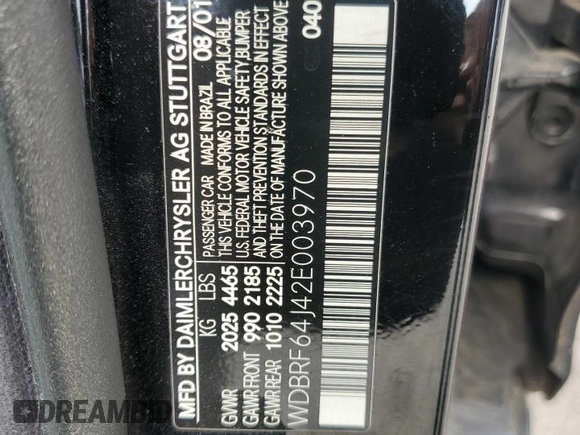 MFD BY DAIMLERCHRYSLER AG STUTTGART
KG LBS PASSENGER CAR MADE IN BRAZIL 08/01
GVWR 2025 4465 THIS VEHICLE CONFORMS TO ALL APPLICABLE
GAWR FRONT 990 2185 U.S. FEDERAL MOTOR VEHICLE SAFETY, BUMPER
GAWR REAR 1010 2225 AND THEFT PREVENTION STANDARDS IN EFFECT
ON THE DATE OF MANUFACTURE SHOWN ABOVE
WDBRF64J42E003970 040
DREAMBID